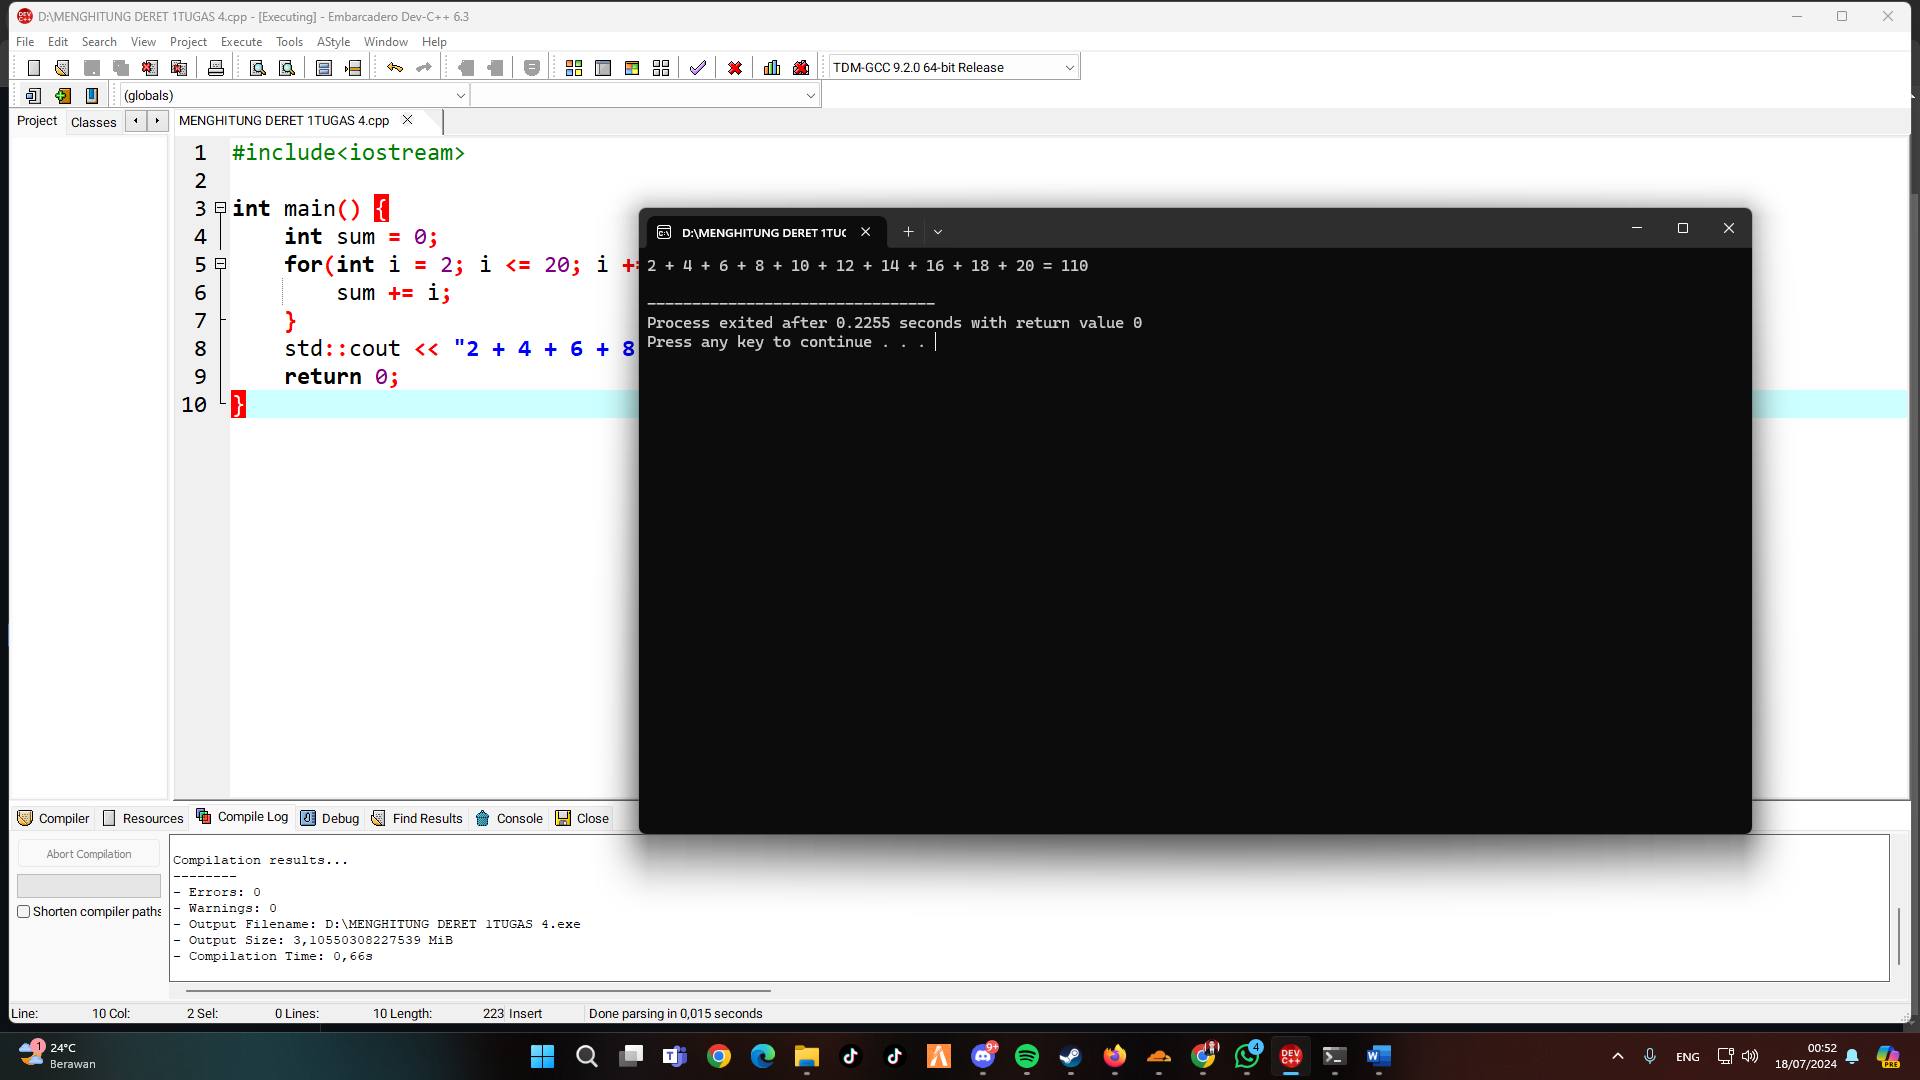 D:\MENGHITUNG DERET 1TUGAS 4.cpp - [Executing] - Embarcadero Dev-C++ 6.3
File Edit Search View Project Execute Tools AStyle Window Help
TDM-GCC 9.2.0 64-bit Release
(globals)
Project Classes
MENGHITUNG DERET 1TUGAS 4.cpp
1 #include<iostream>
2
3 int main() {
4 int sum = 0;
5 for(int i = 2; i <= 20; i +=
6 sum += i;
7 }
8 std::cout << "2 + 4 + 6 + 8
9 return 0;
10 }
D:\MENGHITUNG DERET 1TUG
2 + 4 + 6 + 8 + 10 + 12 + 14 + 16 + 18 + 20 = 110
--------------------------------
Process exited after 0.2255 seconds with return value 0
Press any key to continue . . .
Compiler Resources Compile Log Debug Find Results Console Close
Abort Compilation
Shorten compiler paths
Compilation results...
--------
- Errors: 0
- Warnings: 0
- Output Filename: D:\MENGHITUNG DERET 1TUGAS 4.exe
- Output Size: 3,10550308227539 MiB
- Compilation Time: 0,66s
Line: 10 Col: 2 Sel: 0 Lines: 10 Length: 223 Insert Done parsing in 0,015 seconds
1
24°C
Berawan
9+
4
DEV C++
ENG
00:52
18/07/2024
PRE